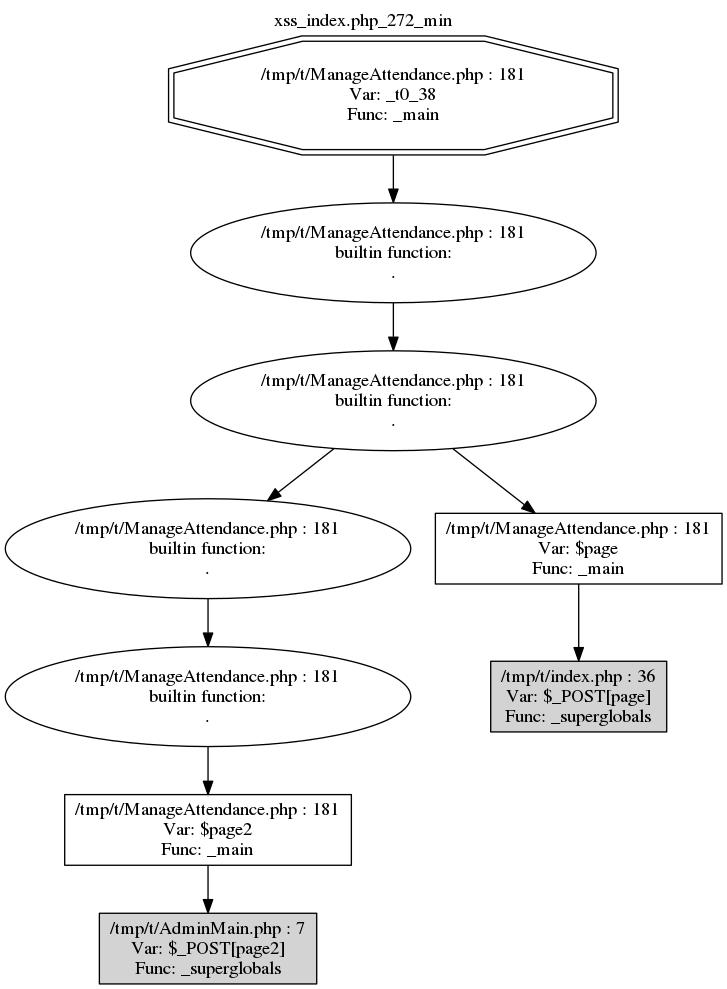 xss_index.php_272_min
/tmp/t/ManageAttendance.php : 181
Var: _t0_38
Func: _main
/tmp/t/ManageAttendance.php : 181
builtin function:
.
/tmp/t/ManageAttendance.php : 181
builtin function:
.
/tmp/t/ManageAttendance.php : 181
builtin function:
.
/tmp/t/ManageAttendance.php : 181
Var: $page
Func: _main
/tmp/t/ManageAttendance.php : 181
builtin function:
.
/tmp/t/index.php : 36
Var: $_POST[page]
Func: _superglobals
/tmp/t/ManageAttendance.php : 181
Var: $page2
Func: _main
/tmp/t/AdminMain.php : 7
Var: $_POST[page2]
Func: _superglobals